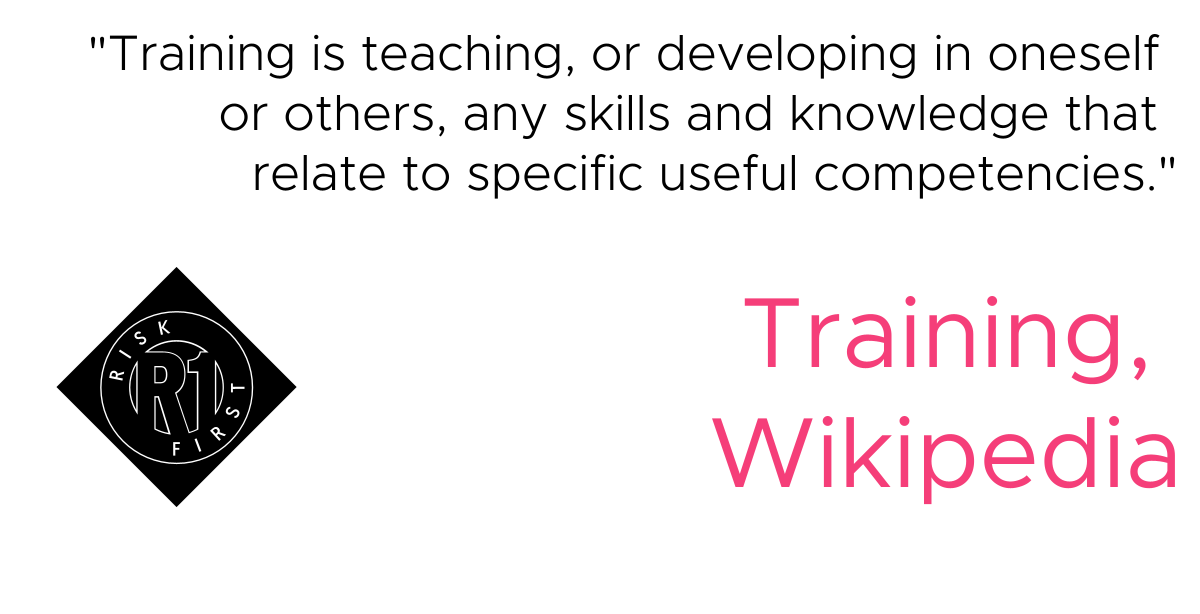 "Training is teaching, or developing in oneself
or others, any skills and knowledge that
relate to specific useful competencies."
RISK
R1
FIRST
Training,
Wikipedia